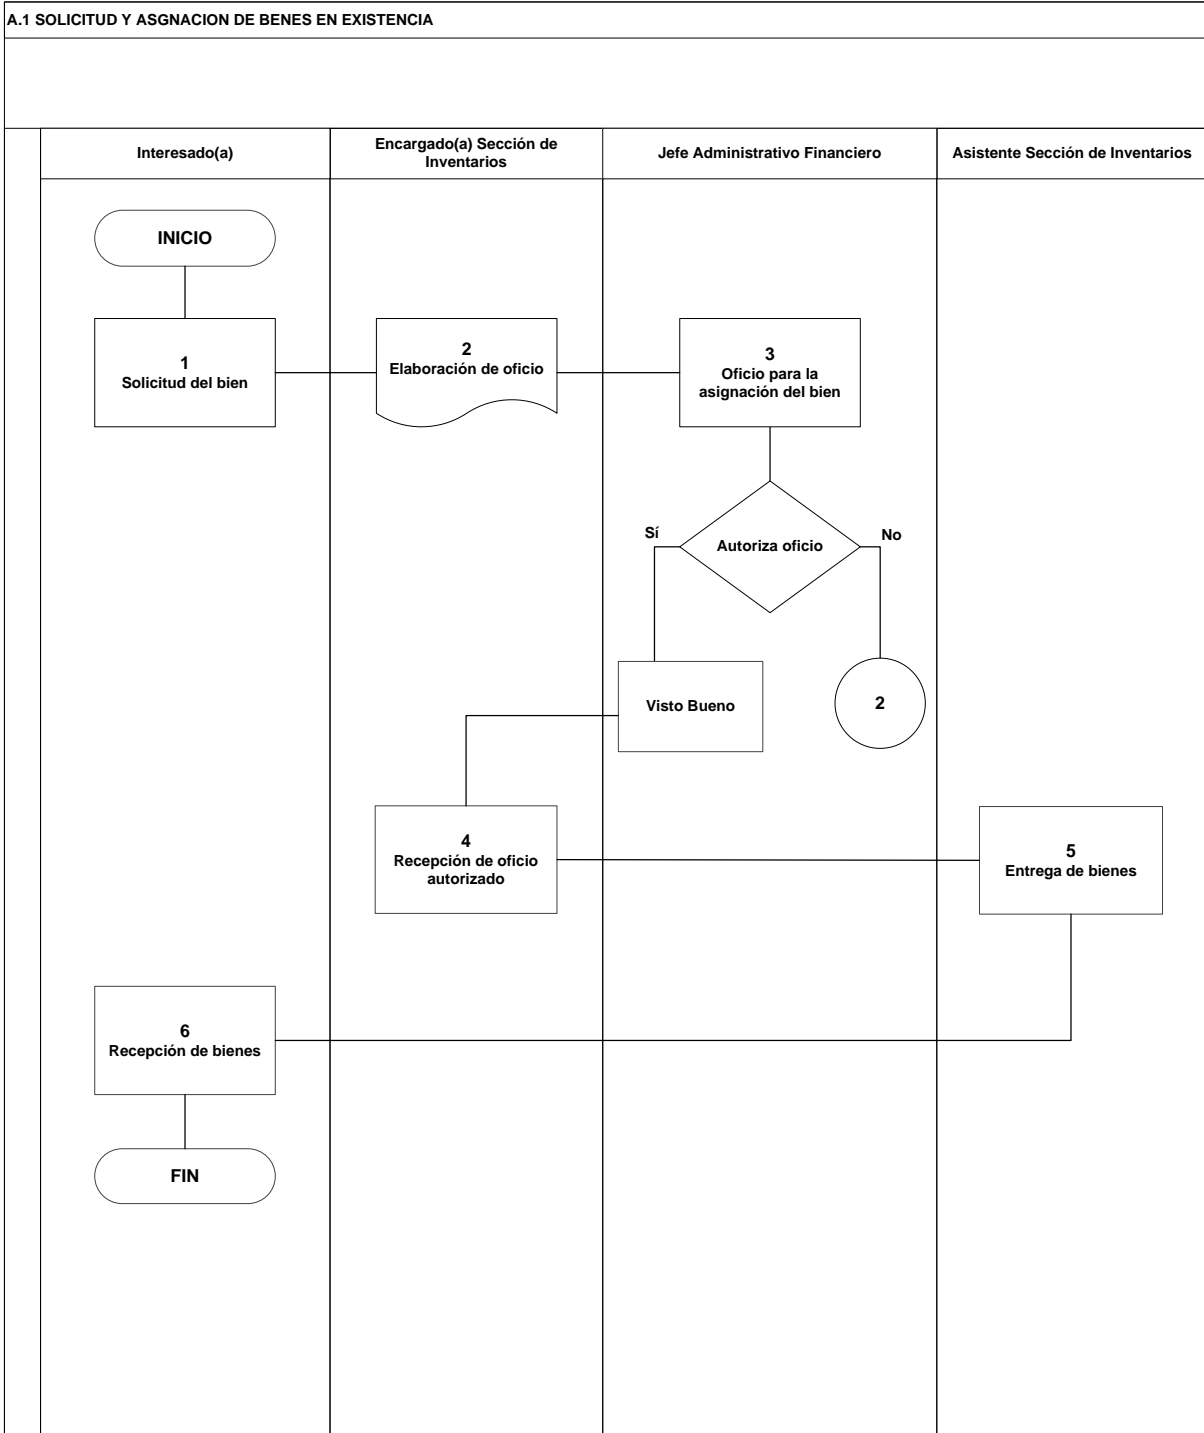 A.1 SOLICITUD Y ASGNACION DE BENES EN EXISTENCIA
Interesado(a)
Encargado(a) Sección de
Inventarios
Jefe Administrativo Financiero
Asistente Sección de Inventarios
INICIO
1
Solicitud del bien
2
Elaboración de oficio
3
Oficio para la
asignación del bien
Autoriza oficio
Sí
No
Visto Bueno
2
4
Recepción de oficio
autorizado
5
Entrega de bienes
6
Recepción de bienes
FIN